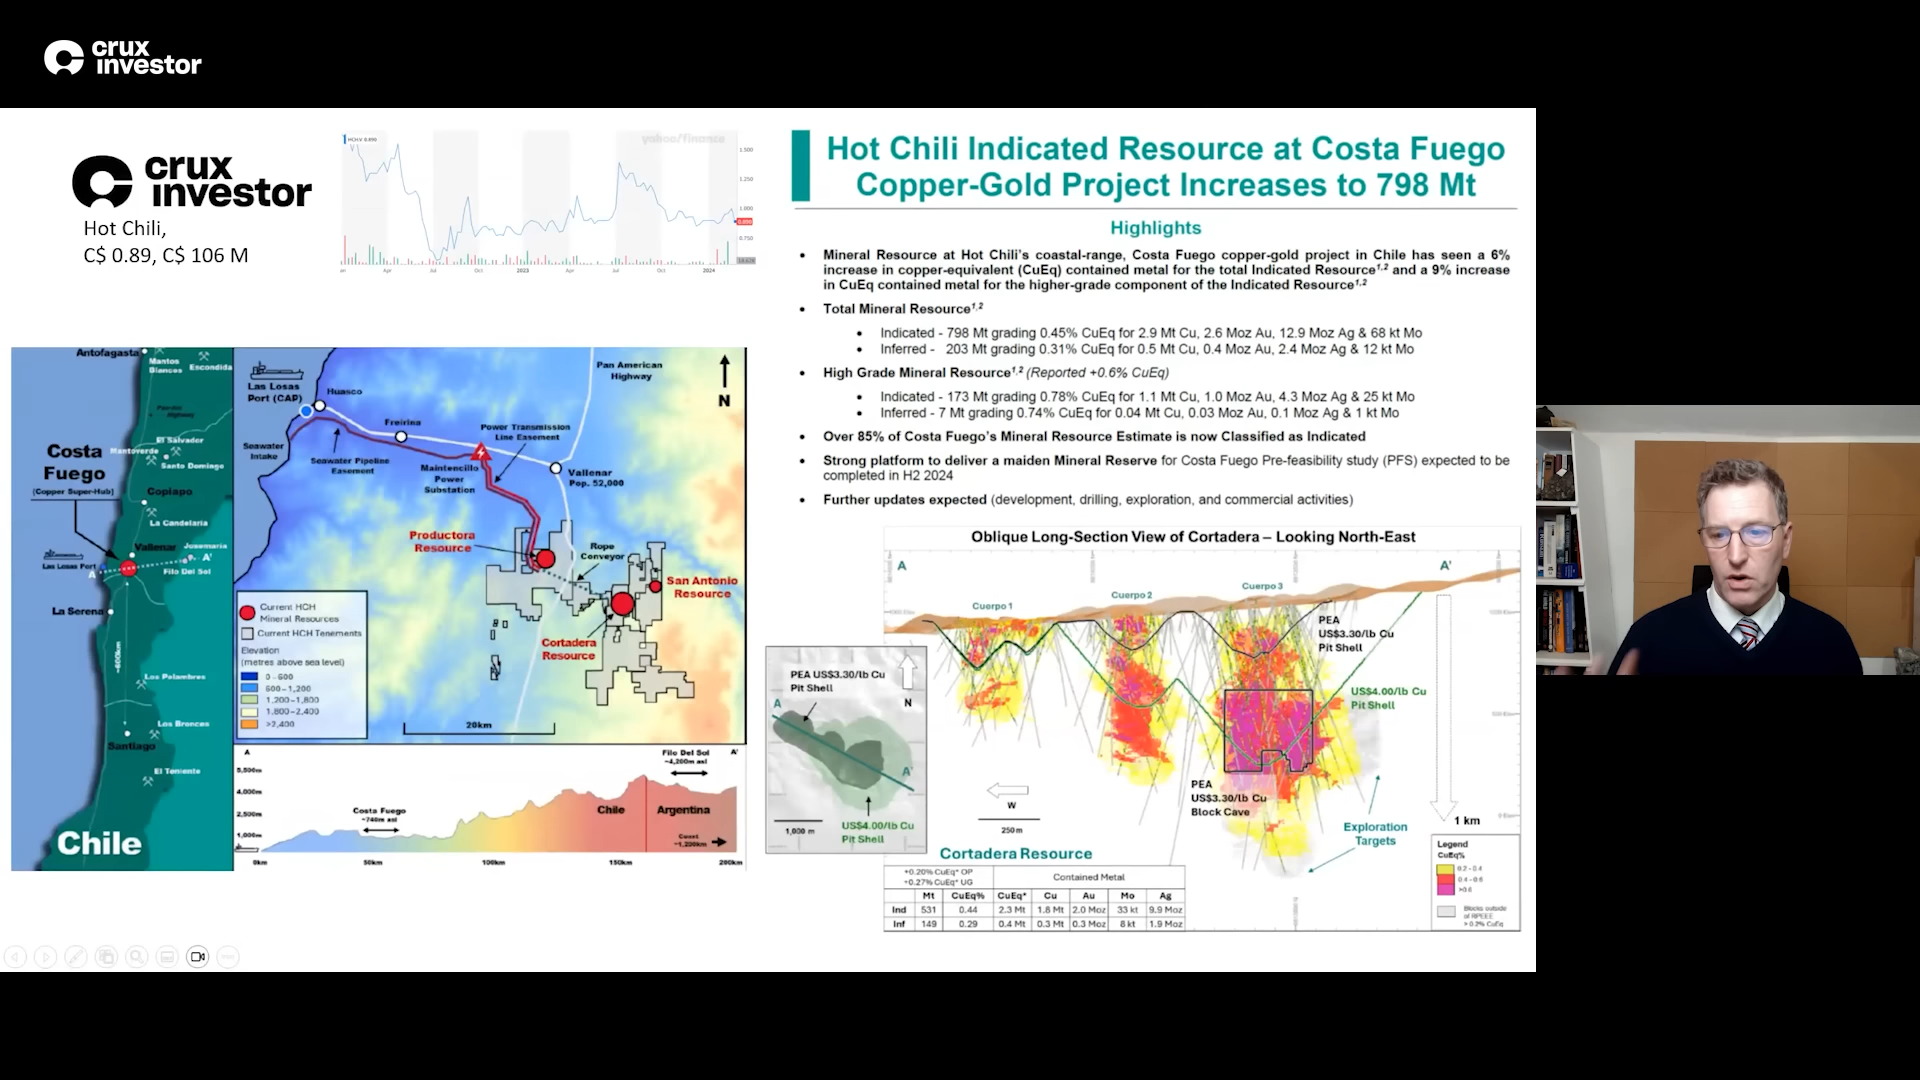 crux
investor
crux
investor
Hot Chili,
C$ 0.89, C$ 106 M
yahoo/finance
1.500
1.250
1.000
0.750
Apr
Jul
Oct
2023
Apr
Jul
Oct
2024
Hot Chili Indicated Resource at Costa Fuego
Copper-Gold Project Increases to 798 Mt
Highlights
• Mineral Resource at Hot Chili's coastal-range, Costa Fuego copper-gold project in Chile has seen a 6%
increase in copper-equivalent (CuEq) contained metal for the total Indicated Resource1,2 and a 9% increase
in CuEq contained metal for the higher-grade component of the Indicated Resource1,2
• Total Mineral Resource1,2
• Indicated - 798 Mt grading 0.45% CuEq for 2.9 Mt Cu, 2.6 Moz Au, 12.9 Moz Ag & 68 kt Mo
• Inferred - 203 Mt grading 0.31% CuEq for 0.5 Mt Cu, 0.4 Moz Au, 2.4 Moz Ag & 12 kt Mo
• High Grade Mineral Resource1,2 (Reported +0.6% CuEq)
• Indicated - 173 Mt grading 0.78% CuEq for 1.1 Mt Cu, 1.0 Moz Au, 4.3 Moz Ag & 25 kt Mo
• Inferred - 7 Mt grading 0.74% CuEq for 0.04 Mt Cu, 0.03 Moz Au, 0.1 Moz Ag & 1 kt Mo
• Over 85% of Costa Fuego's Mineral Resource Estimate is now Classified as Indicated
• Strong platform to deliver a maiden Mineral Reserve for Costa Fuego Pre-feasibility study (PFS) expected to be
completed in H2 2024
• Further updates expected (development, drilling, exploration, and commercial activities)
Antofagasta
Mantos
Blancos
Escondida
El Salvador
Mantoverde
Santo Domingo
Costa
Fuego
(Copper Super-Hub)
Copiapo
La Candelaria
Vallenar
Josemaria
Las Losas Port
A
A'
Filo Del Sol
La Serena
~600km
Los Pelambres
Los Bronces
Santiago
El Teniente
Chile
Las Losas
Port (CAP)
Huasco
Pan American
Highway
N
Freirina
Seawater
Intake
Seawater Pipeline
Easement
Power Transmission
Line Easement
Maintencillo
Power
Substation
Vallenar
Pop. 52,000
Productora
Resource
Rope
Conveyor
San Antonio
Resource
Cortadera
Resource
Current HCH
Mineral Resources
Current HCH Tenements
Elevation
(metres above sea level)
0 - 600
600 - 1,200
1,200 - 1,800
1,800 - 2,400
>2,400
20km
A
Filo Del Sol
~4,200m asl
A'
5,500m
4,000m
2,500m
1,000m
Costa Fuego
~740m asl
Chile
Argentina
0km
50km
100km
150km
200km
Oblique Long-Section View of Cortadera – Looking North-East
A
A'
Cuerpo 1
Cuerpo 2
Cuerpo 3
PEA
US$3.30/lb Cu
Pit Shell
US$4.00/lb Cu
Pit Shell
PEA
US$3.30/lb Cu
Block Cave
W
250 m
1 km
Exploration
Targets
PEA US$3.30/lb Cu
Pit Shell
A
N
A'
1,000 m
US$4.00/lb Cu
Pit Shell
Cortadera Resource
+0.20% CuEq* OP
+0.27% CuEq* UG
Contained Metal
Mt CuEq% CuEq* Cu Au Mo Ag
Ind 531 0.44 2.3 Mt 1.8 Mt 2.0 Moz 33 kt 9.9 Moz
Inf 149 0.29 0.4 Mt 0.3 Mt 0.3 Moz 8 kt 1.9 Moz
Legend
CuEq%
0.2 - 0.4
0.4 - 0.6
>0.6
Blocks outside
of RPEEE
> 0.2% CuEq